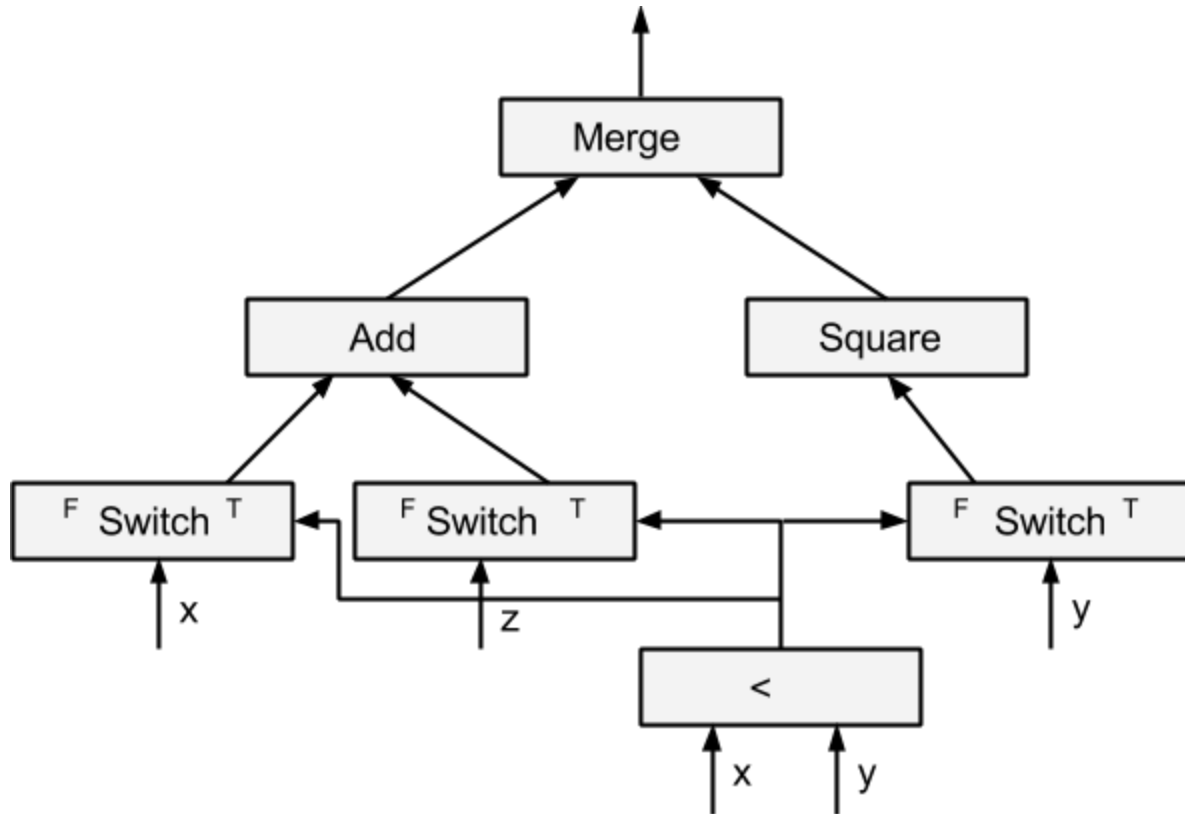 Merge
Add
Square
F Switch T
F Switch T
F Switch T
x
z
y
<
x
y